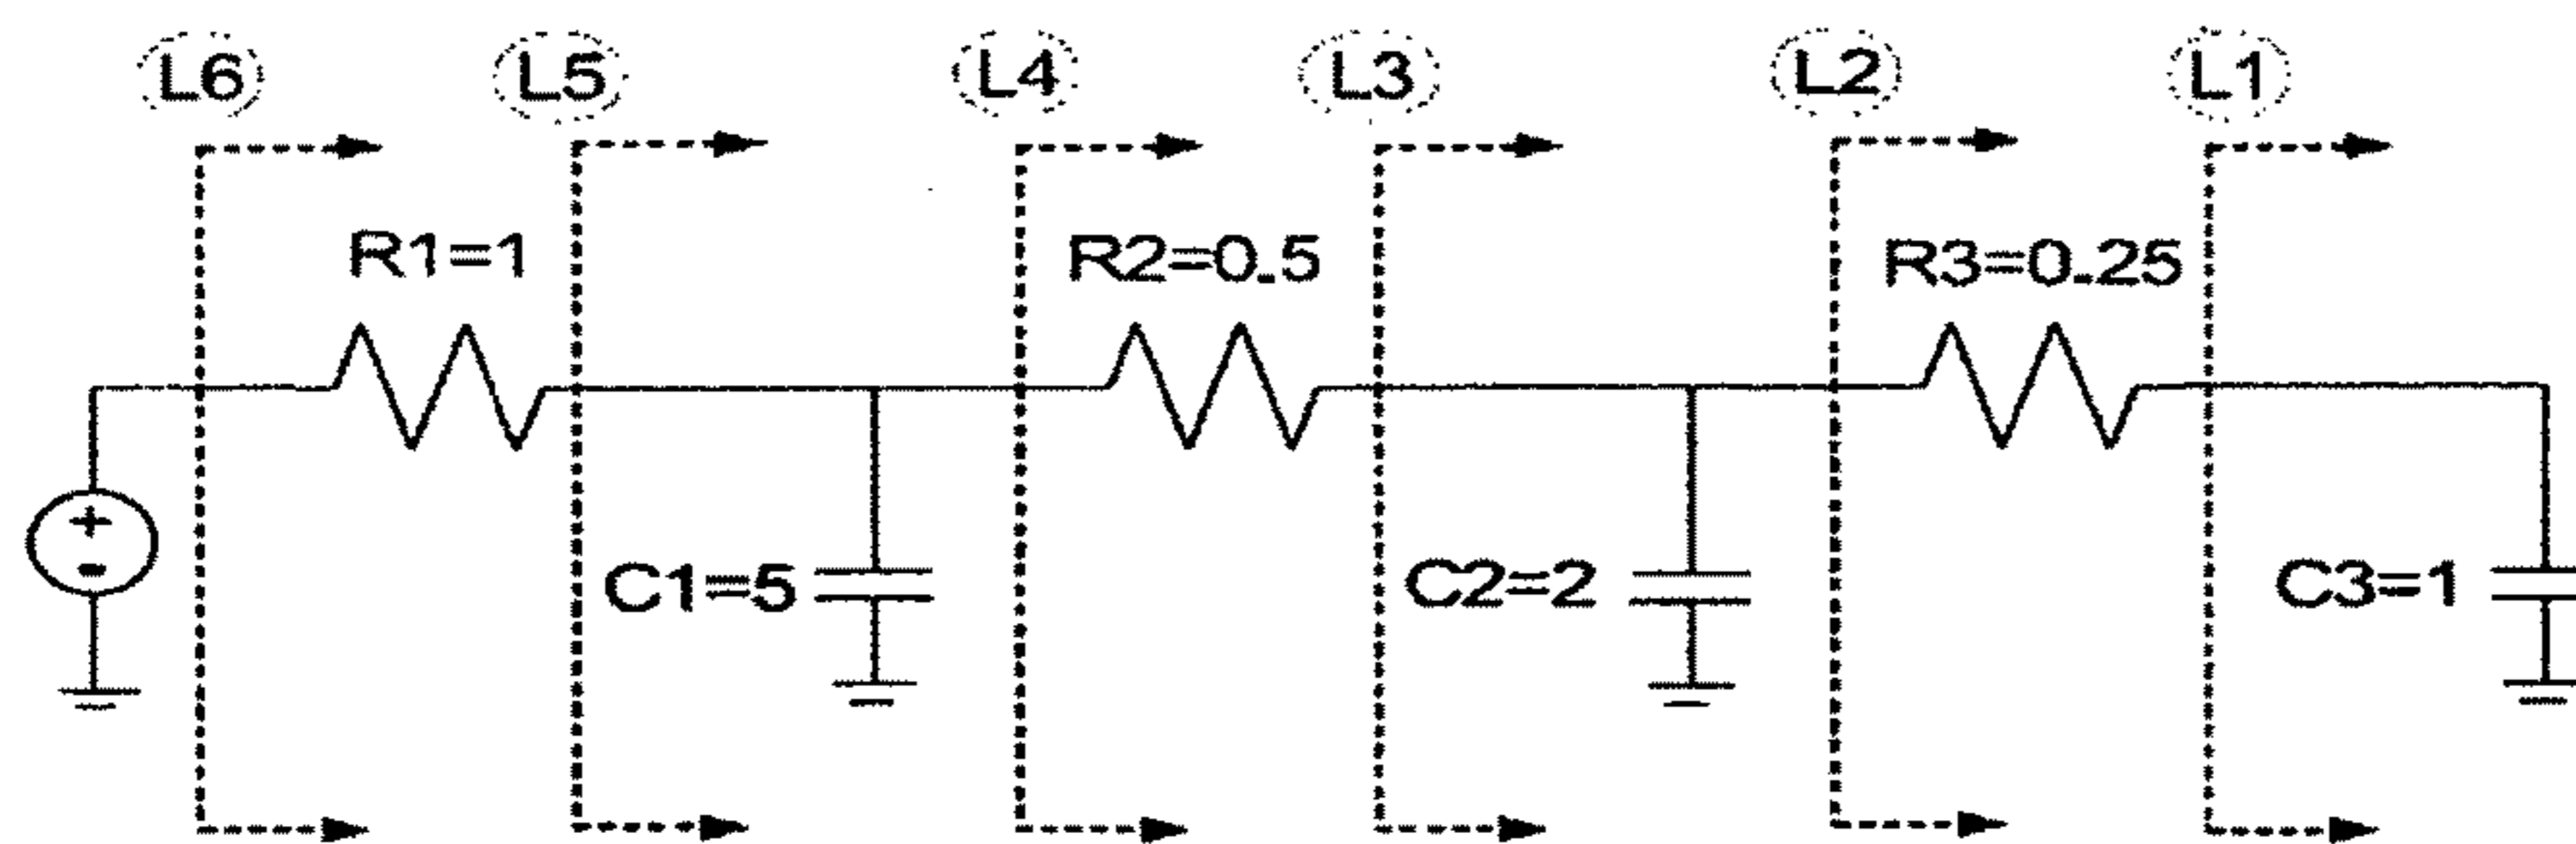 L6 L5 L4 L3 L2 L1
R1=1 R2=0.5 R3=0.25
+
-
C1=5 C2=2 C3=1